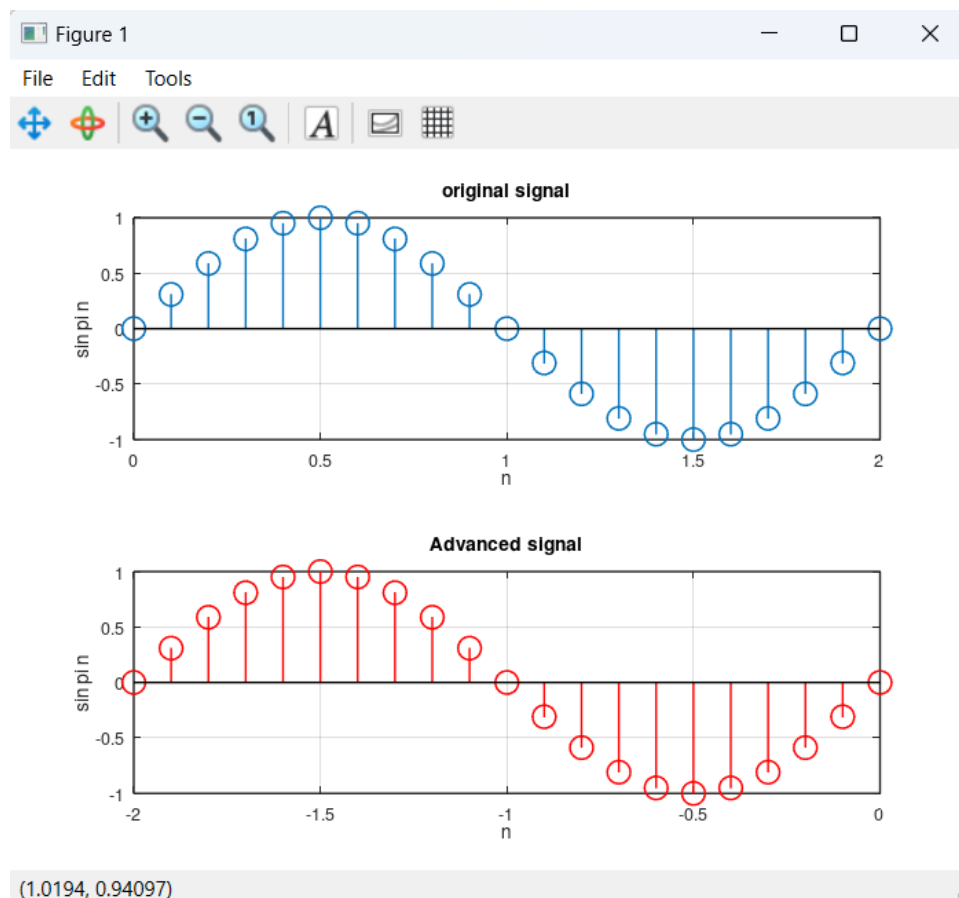 Figure 1
File Edit Tools
A
original signal
1
0.5
0
-0.5
-1
sin pi n
0 0.5 1 1.5 2
n
Advanced signal
1
0.5
0
-0.5
-1
sin pi n
-2 -1.5 -1 -0.5 0
n
(1.0194, 0.94097)